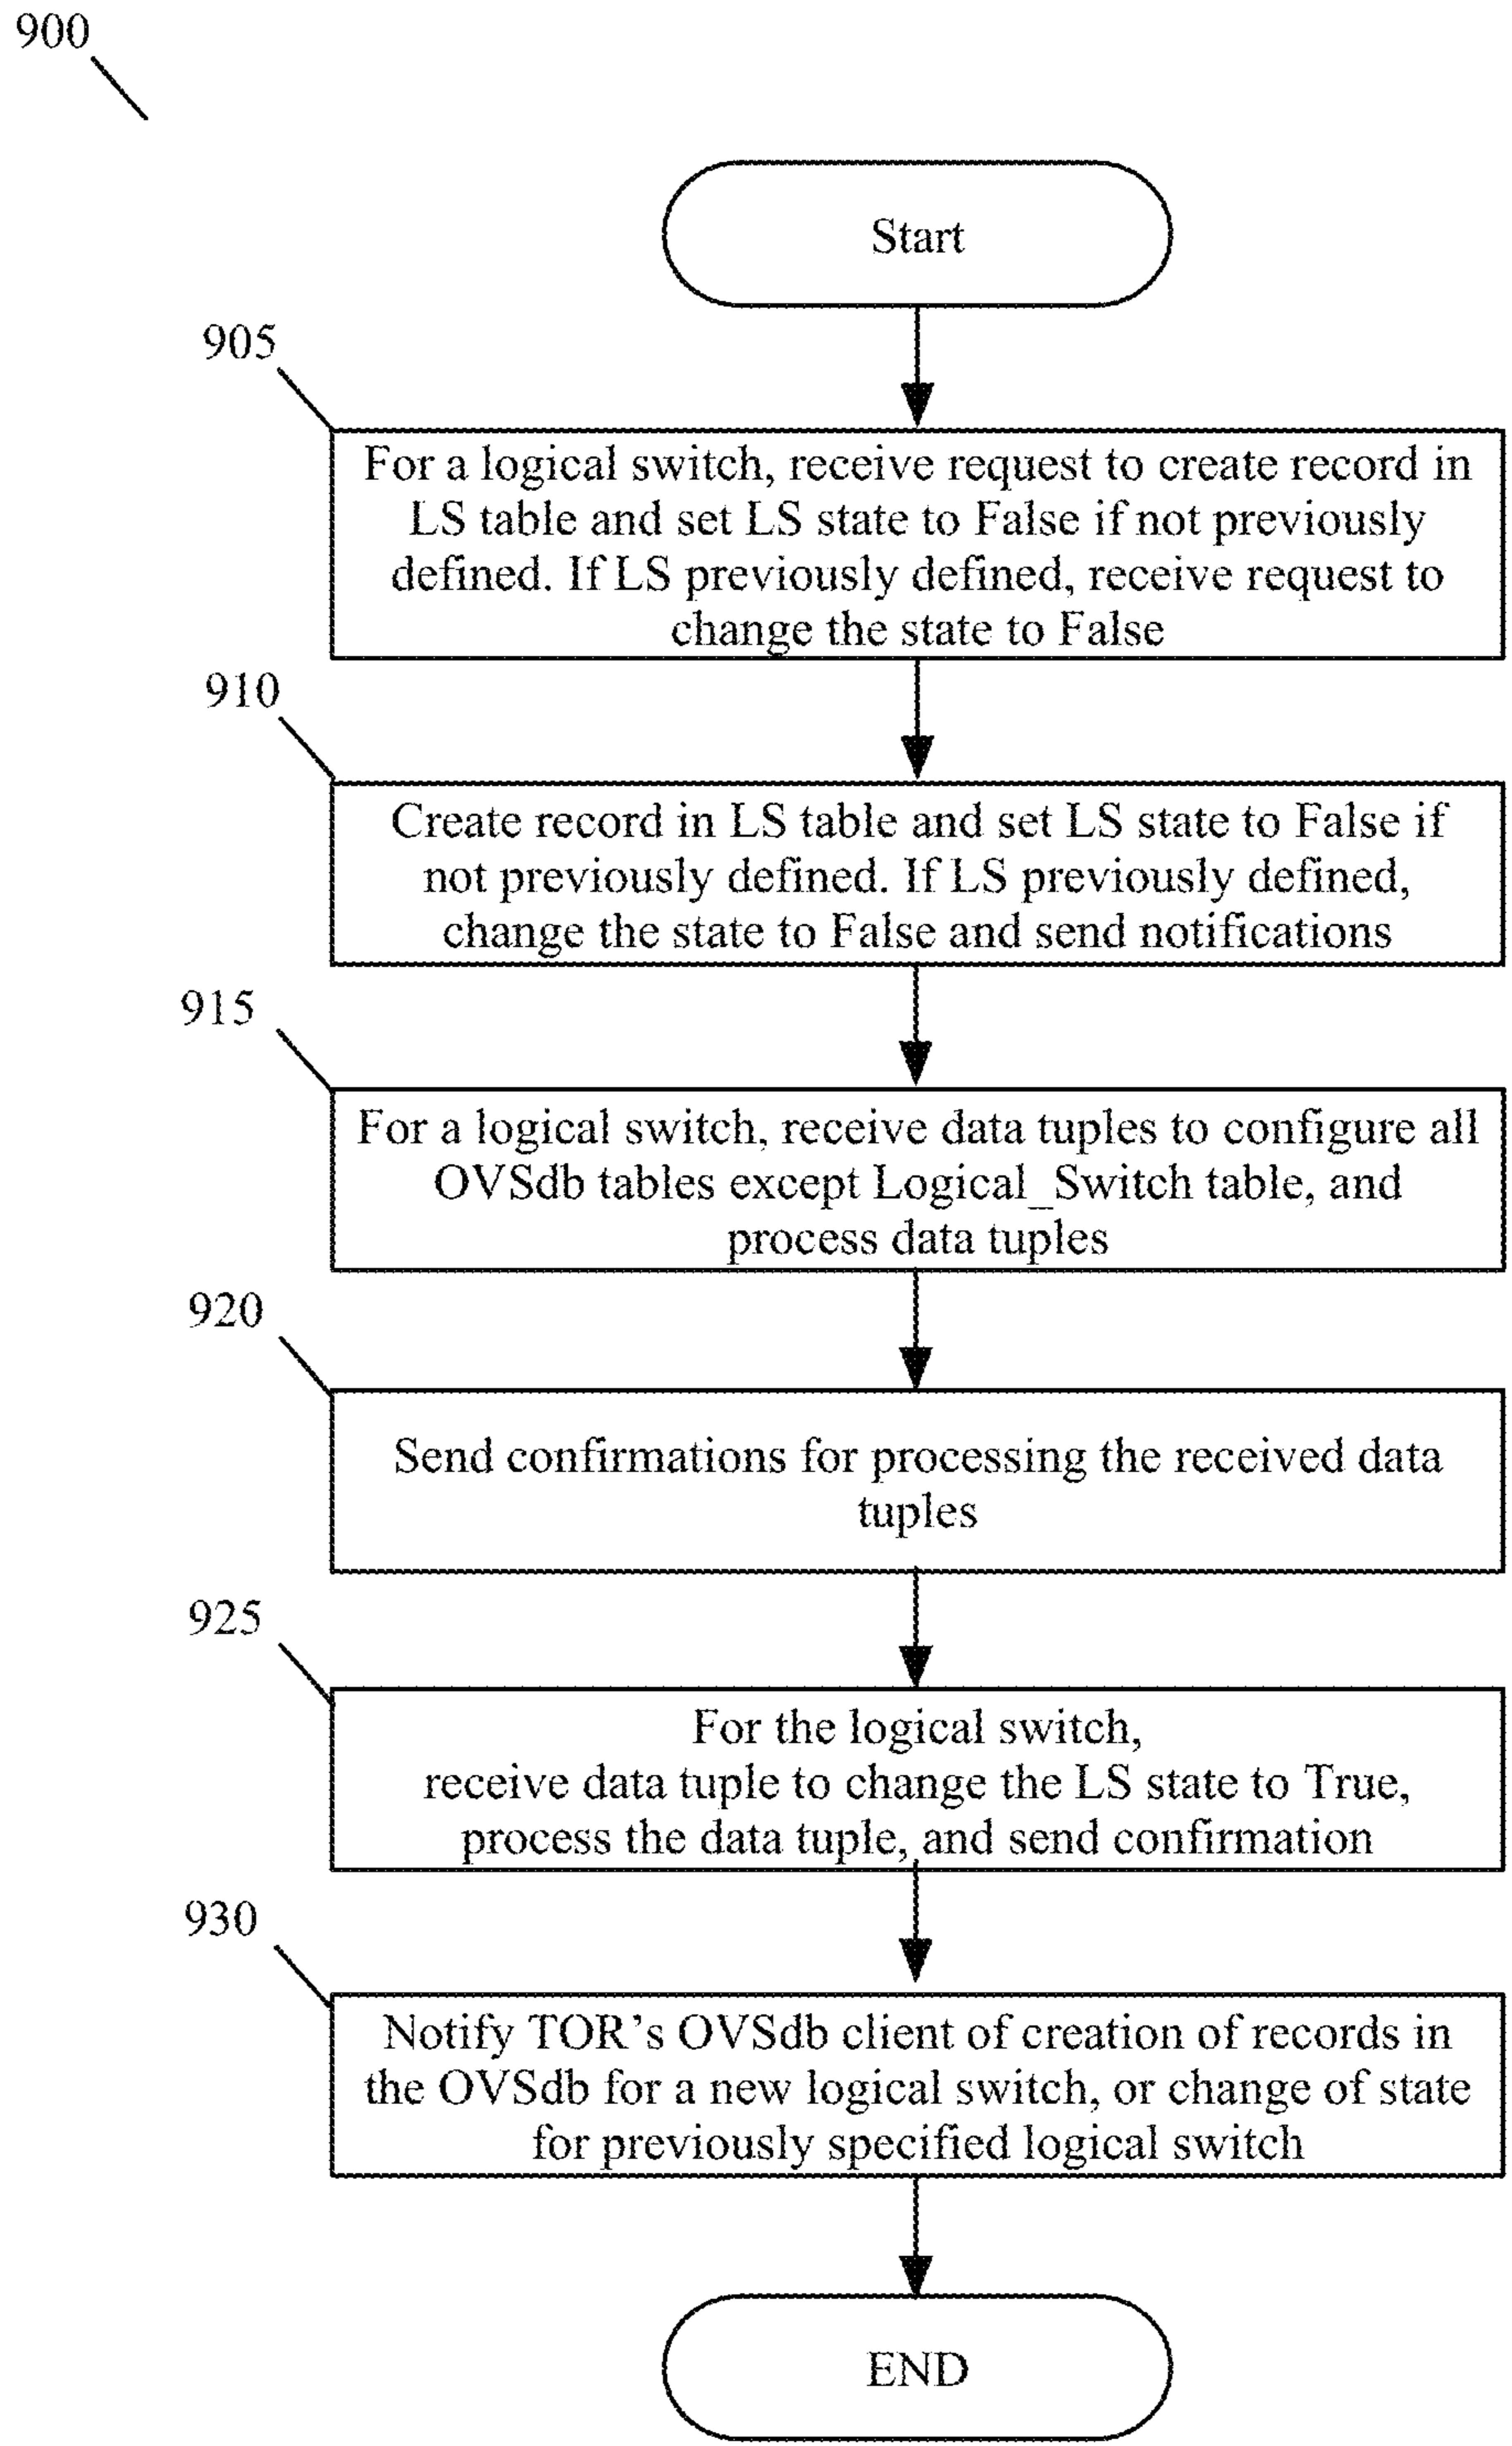 900
Start
905
For a logical switch, receive request to create record in
LS table and set LS state to False if not previously
defined. If LS previously defined, receive request to
change the state to False
910
Create record in LS table and set LS state to False if
not previously defined. If LS previously defined,
change the state to False and send notifications
915
For a logical switch, receive data tuples to configure all
OVSdb tables except Logical_Switch table, and
process data tuples
920
Send confirmations for processing the received data
tuples
925
For the logical switch,
receive data tuple to change the LS state to True,
process the data tuple, and send confirmation
930
Notify TOR’s OVSdb client of creation of records in
the OVSdb for a new logical switch, or change of state
for previously specified logical switch
END